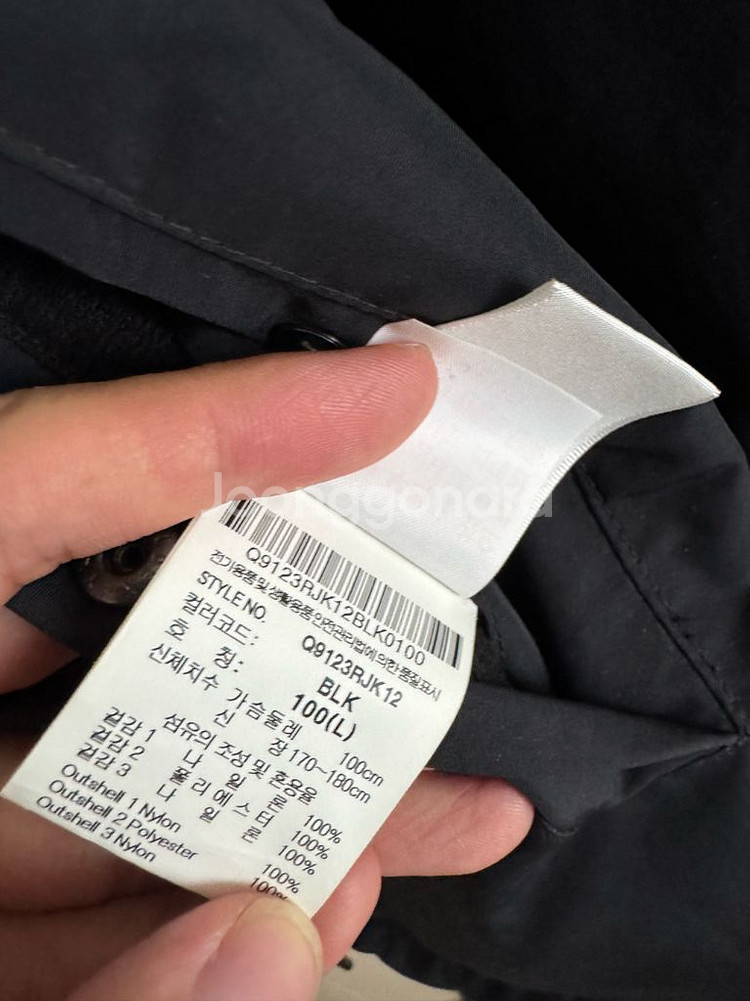 Joonggonara
Q9123RJK12BLK0100
전기용품 및 생활용품 안전관리법에 의한 품질표시
STYLE NO. Q9123RJK12
컬러코드: BLK
호 칭: 100(L)
신체치수 가슴둘레 100cm
신 장 170~180cm
섬유의 조성 및 혼용율
겉감 1 나 일 론 100%
겉감 2 폴 리 에 스 터 100%
겉감 3 나 일 론 100%
Outshell 1 Nylon 100%
Outshell 2 Polyester 100%
Outshell 3 Nylon